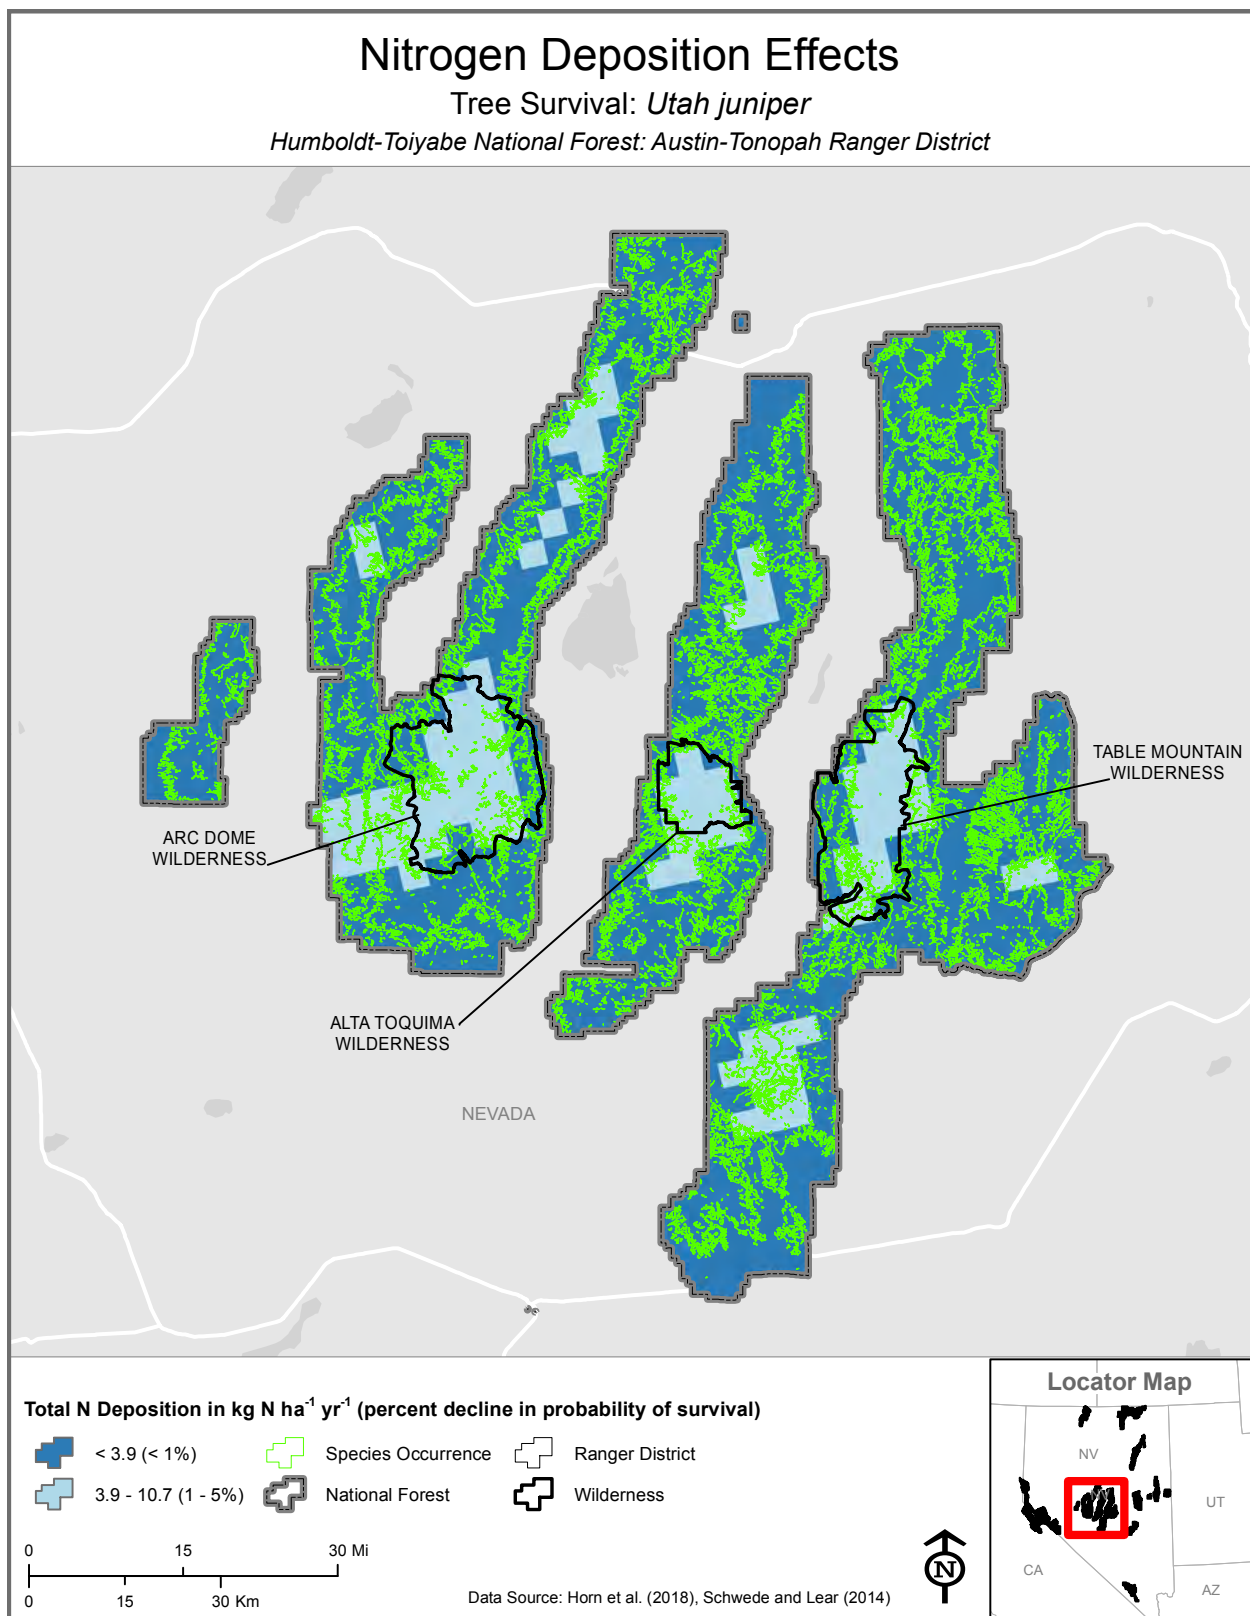 Nitrogen Deposition Effects
Tree Survival: Utah juniper
Humboldt-Toiyabe National Forest: Austin-Tonopah Ranger District
TABLE MOUNTAIN
WILDERNESS
ARC DOME
WILDERNESS
ALTA TOQUIMA
WILDERNESS
NEVADA
Total N Deposition in kg N ha⁻¹ yr⁻¹ (percent decline in probability of survival)
< 3.9 (< 1%)
Species Occurrence
Ranger District
3.9 - 10.7 (1 - 5%)
National Forest
Wilderness
0 15 30 Mi
0 15 30 Km
N
Data Source: Horn et al. (2018), Schwede and Lear (2014)
Locator Map
NV
UT
CA
AZ